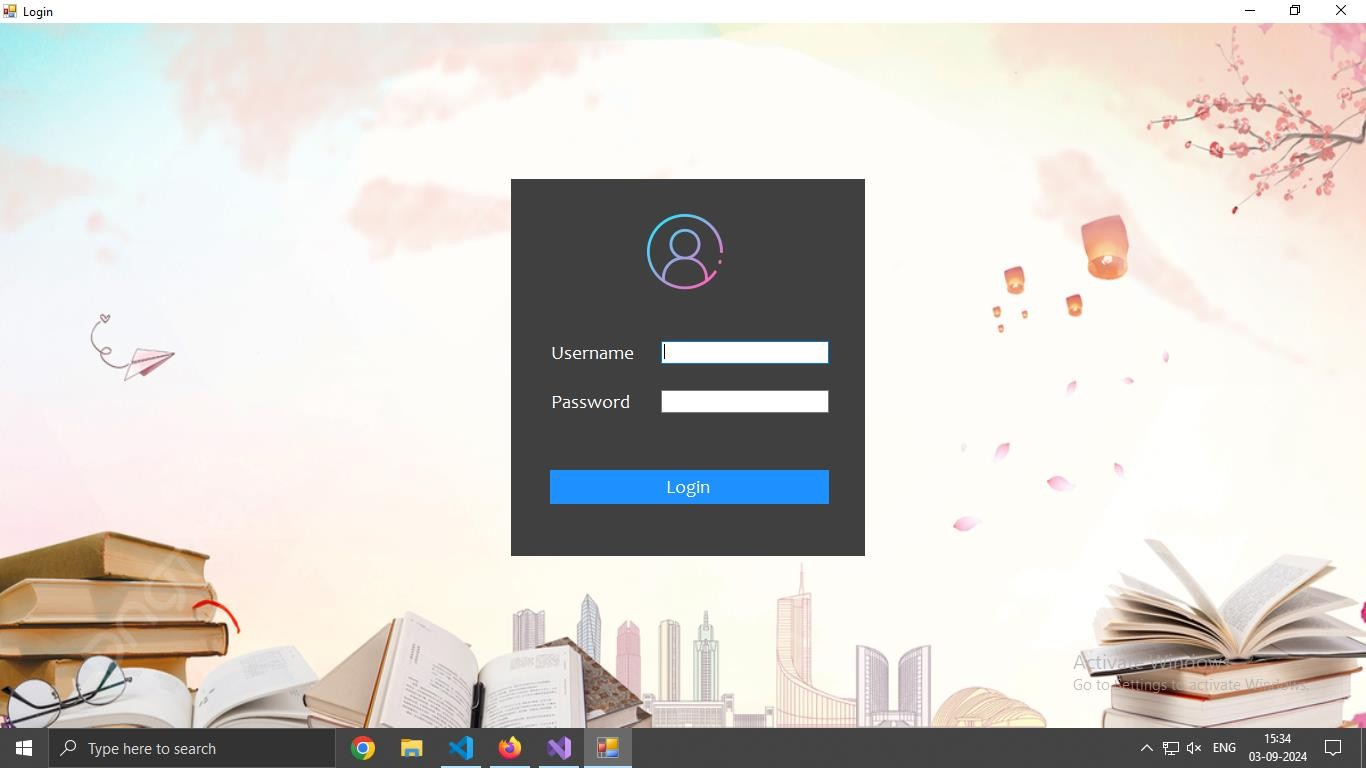 Login
Username
Password
Login
Activate Windows
Go to Settings to activate Windows.
Type here to search
ENG
15:34
03-09-2024